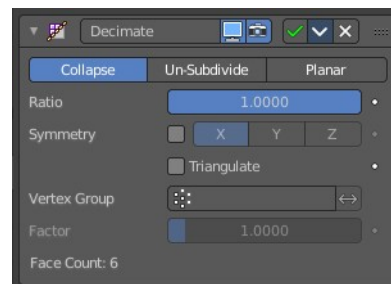 Decimate
Collapse Un-Subdivide Planar
Ratio 1.0000
Symmetry X Y Z
Triangulate
Vertex Group
Factor 1.0000
Face Count: 6